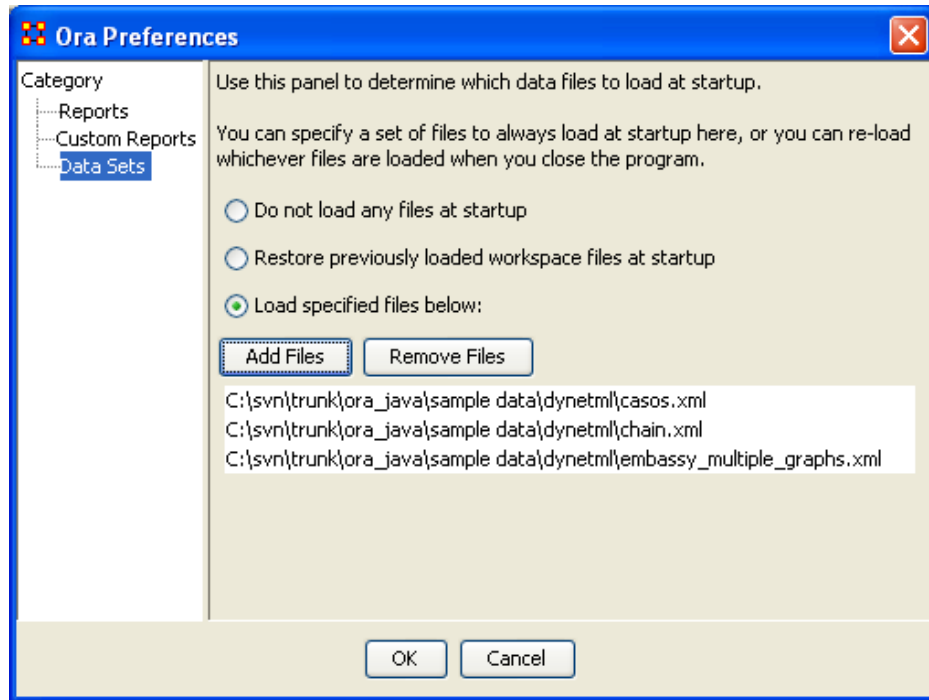 Ora Preferences
Category
Reports
Custom Reports
Data Sets
Use this panel to determine which data files to load at startup.
You can specify a set of files to always load at startup here, or you can re-load
whichever files are loaded when you close the program.
Do not load any files at startup
Restore previously loaded workspace files at startup
Load specified files below:
Add Files
Remove Files
C:\svn\trunk\ora_java\sample data\dynetml\casos.xml
C:\svn\trunk\ora_java\sample data\dynetml\chain.xml
C:\svn\trunk\ora_java\sample data\dynetml\embassy_multiple_graphs.xml
OK
Cancel